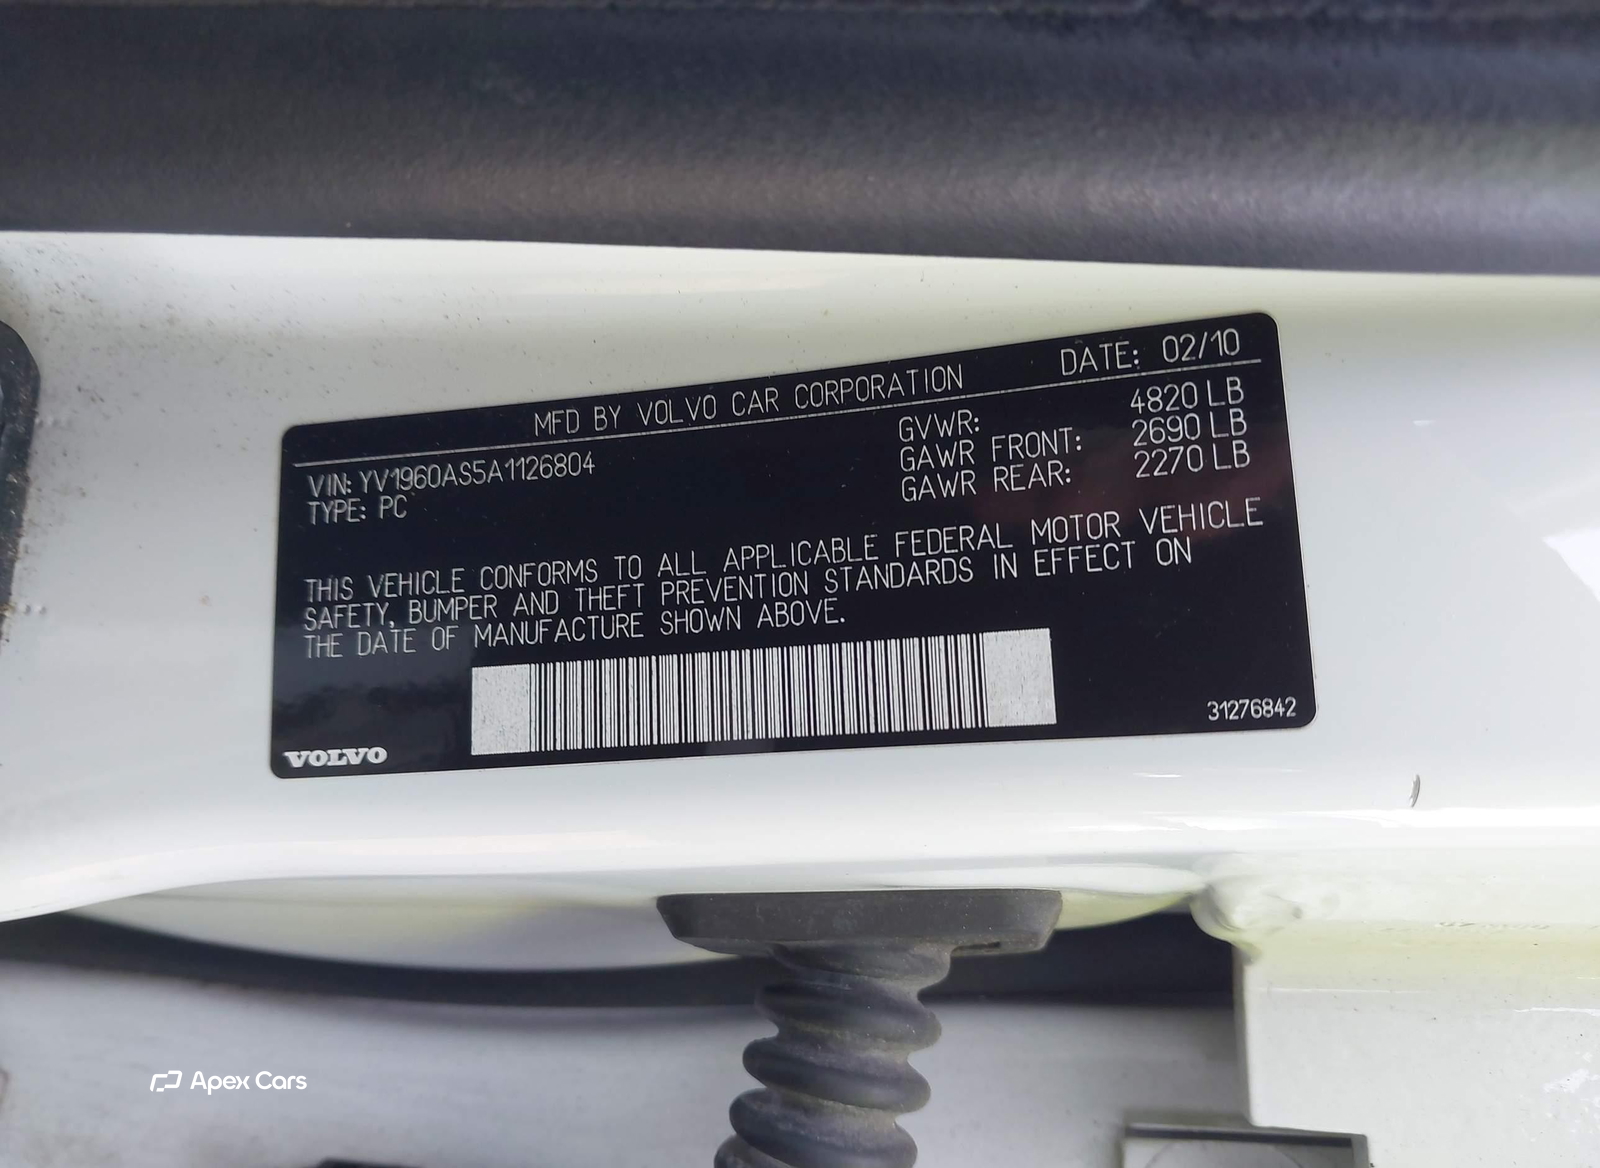 MFD BY VOLVO CAR CORPORATION DATE: 02/10
VIN: YV1960AS5A1126804
TYPE: PC
GVWR: 4820 LB
GAWR FRONT: 2690 LB
GAWR REAR: 2270 LB
THIS VEHICLE CONFORMS TO ALL APPLICABLE FEDERAL MOTOR VEHICLE
SAFETY, BUMPER AND THEFT PREVENTION STANDARDS IN EFFECT ON
THE DATE OF MANUFACTURE SHOWN ABOVE.
31276842
VOLVO
Apex Cars